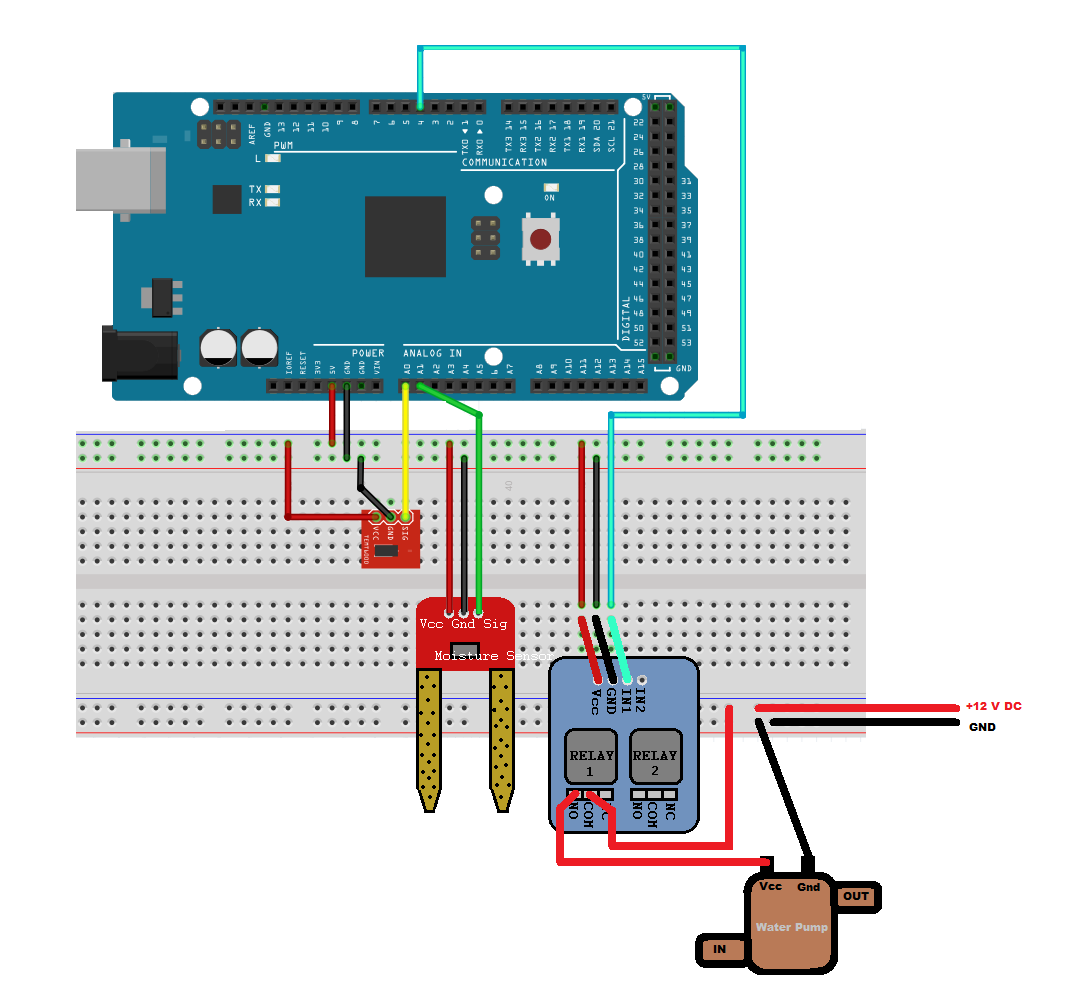 5V
AREF
GND
13
12
11
10
9
8
7
6
5
4
3
2
TX0 ◄ 1
RX0 ► 0
TX3 14
RX3 15
TX2 16
RX2 17
TX1 18
RX1 19
SDA 20
SCL 21
PWM
COMMUNICATION
L
TX
RX
ON
22
24
26
28
30 31
32 33
34 35
36 37
38 39
40 41
42 43
44 45
46 47
48 49
50 51
52 53
DIGITAL
GND
POWER
ANALOG IN
IOREF
RESET
3V3
5V
GND
GND
VIN
A0
A1
A2
A3
A4
A5
6
A7
A8
A9
A10
A11
A12
A13
A14
A15
40
VCC
GND
SIG
Vcc Gnd Sig
Moisture Sensor
Vcc
GND
IN1
IN2
RELAY
1
RELAY
2
NO
COM
NC
NO
COM
NC
+12 V DC
GND
Vcc Gnd
OUT
Water Pump
IN